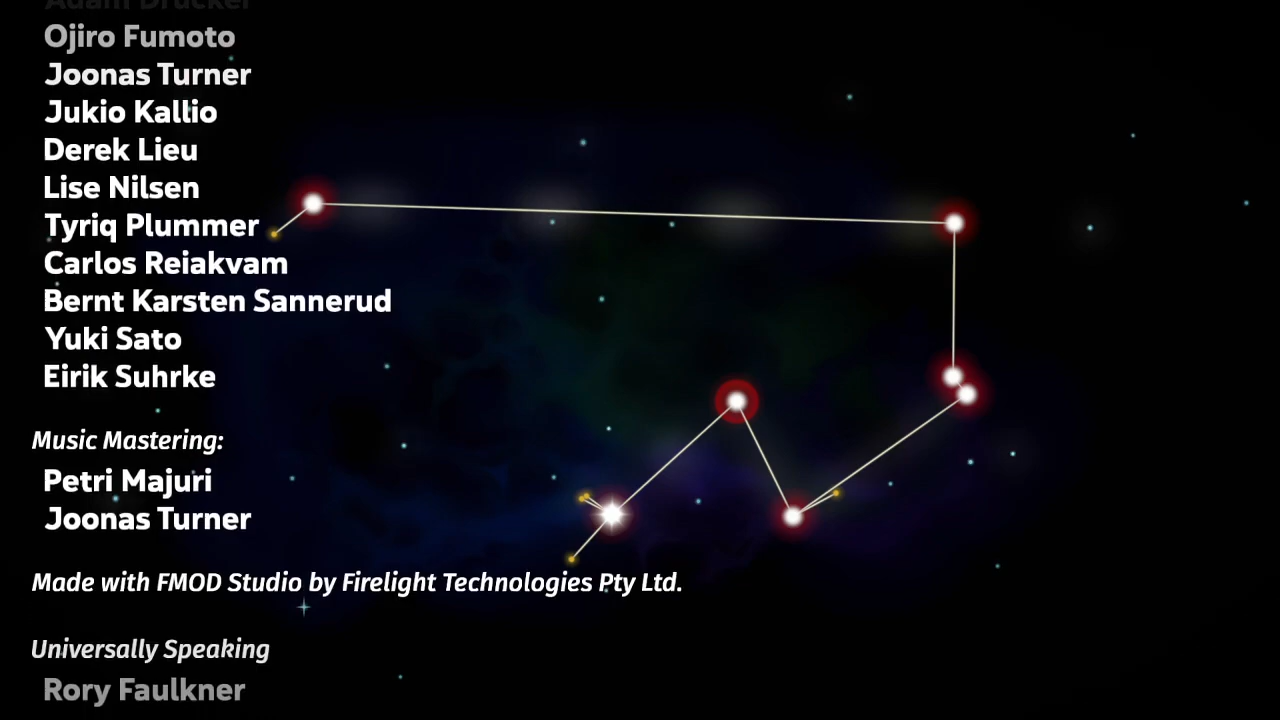 Adam Drucker
Ojiro Fumoto
Joonas Turner
Jukio Kallio
Derek Lieu
Lise Nilsen
Tyriq Plummer
Carlos Reiakvam
Bernt Karsten Sannerud
Yuki Sato
Eirik Suhrke
Music Mastering:
Petri Majuri
Joonas Turner
Made with FMOD Studio by Firelight Technologies Pty Ltd.
Universally Speaking
Rory Faulkner